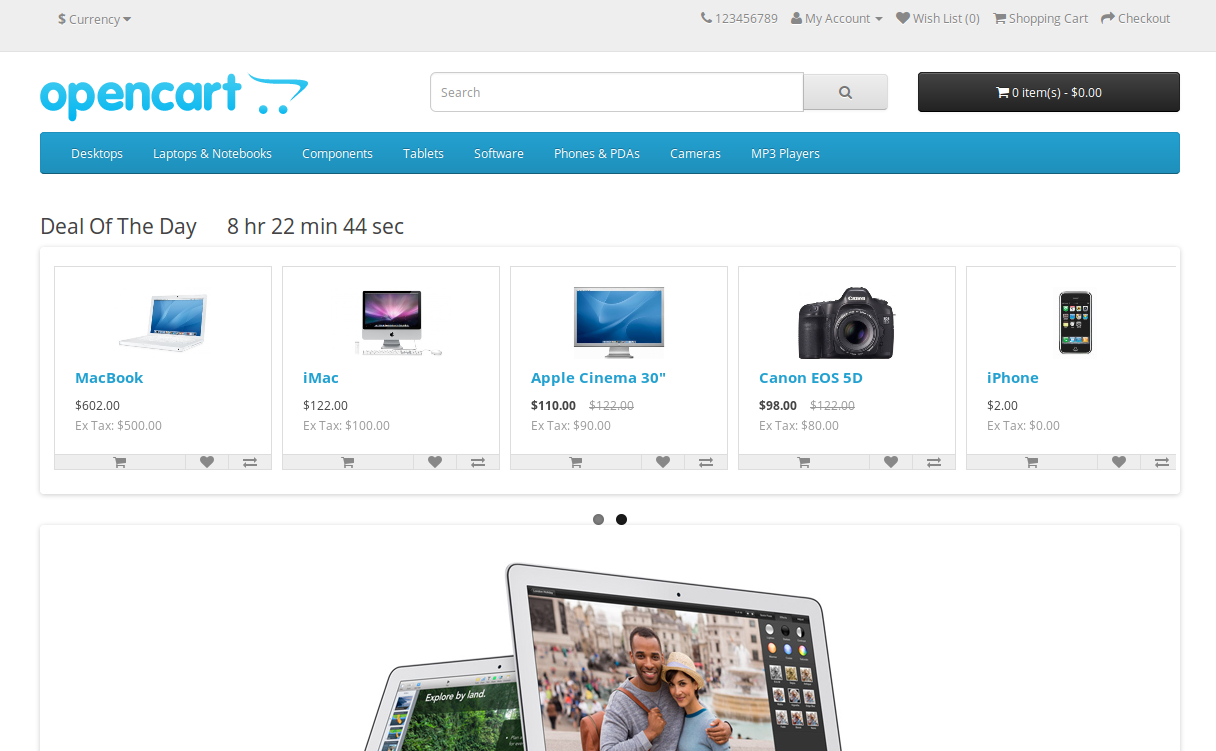 $ Currency
123456789 My Account Wish List (0) Shopping Cart Checkout
opencart
Search
0 item(s) - $0.00
Desktops Laptops & Notebooks Components Tablets Software Phones & PDAs Cameras MP3 Players
Deal Of The Day 8 hr 22 min 44 sec
Canon
MacBook iMac Apple Cinema 30" Canon EOS 5D iPhone
$602.00 $122.00 $110.00 $122.00 $98.00 $122.00 $2.00
Ex Tax: $500.00 Ex Tax: $100.00 Ex Tax: $90.00 Ex Tax: $80.00 Ex Tax: $0.00
Explore by land.